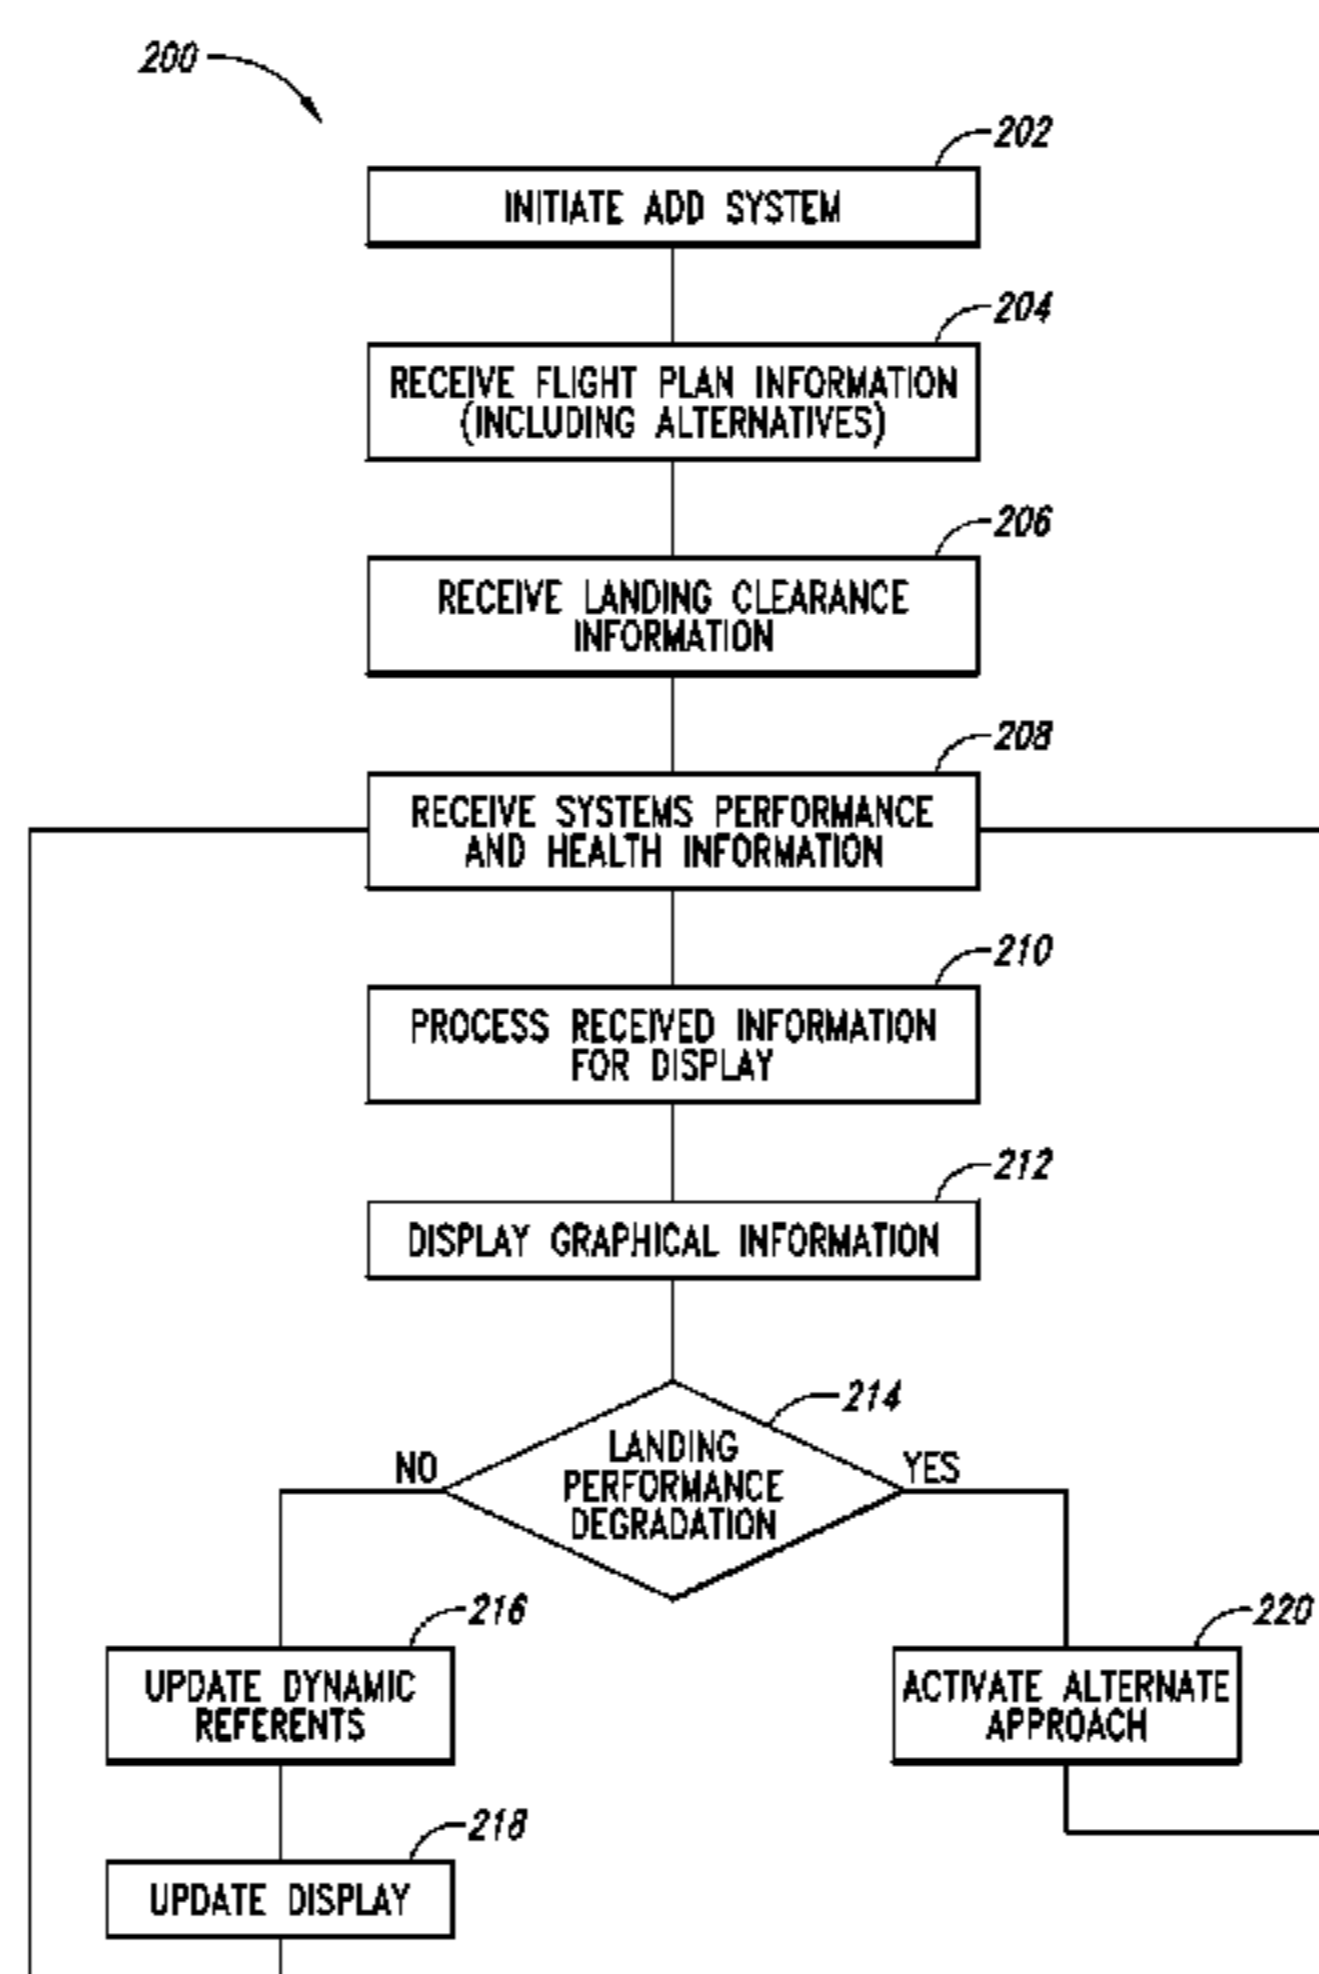 200
202
INITIATE ADD SYSTEM
204
RECEIVE FLIGHT PLAN INFORMATION
(INCLUDING ALTERNATIVES)
206
RECEIVE LANDING CLEARANCE
INFORMATION
208
RECEIVE SYSTEMS PERFORMANCE
AND HEALTH INFORMATION
210
PROCESS RECEIVED INFORMATION
FOR DISPLAY
212
DISPLAY GRAPHICAL INFORMATION
214
LANDING
PERFORMANCE
DEGRADATION
NO
YES
216
UPDATE DYNAMIC
REFERENTS
220
ACTIVATE ALTERNATE
APPROACH
218
UPDATE DISPLAY